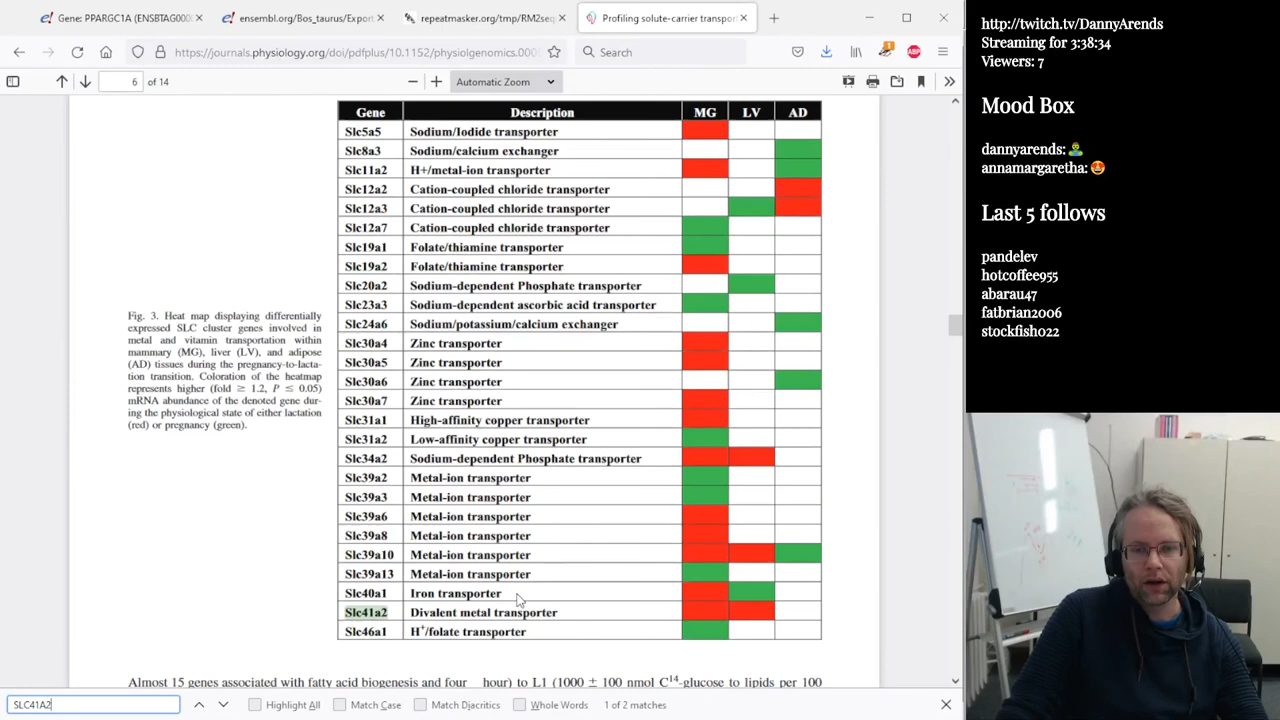 Gene: PPARGC1A (ENSBTAG000
ensembl.org/Bos_taurus/Export
repeatmasker.org/tmp/RM2seq
Profiling solute-carrier transport
https://journals.physiology.org/doi/pdfplus/10.1152/physiolgenomics.000
Search
6 of 14
Automatic Zoom
Gene Description MG LV AD
Slc5a5 Sodium/Iodide transporter
Slc8a3 Sodium/calcium exchanger
Slc11a2 H+/metal-ion transporter
Slc12a2 Cation-coupled chloride transporter
Slc12a3 Cation-coupled chloride transporter
Slc12a7 Cation-coupled chloride transporter
Slc19a1 Folate/thiamine transporter
Slc19a2 Folate/thiamine transporter
Slc20a2 Sodium-dependent Phosphate transporter
Slc23a3 Sodium-dependent ascorbic acid transporter
Slc24a6 Sodium/potassium/calcium exchanger
Slc30a4 Zinc transporter
Slc30a5 Zinc transporter
Slc30a6 Zinc transporter
Slc30a7 Zinc transporter
Slc31a1 High-affinity copper transporter
Slc31a2 Low-affinity copper transporter
Slc34a2 Sodium-dependent Phosphate transporter
Slc39a2 Metal-ion transporter
Slc39a3 Metal-ion transporter
Slc39a6 Metal-ion transporter
Slc39a8 Metal-ion transporter
Slc39a10 Metal-ion transporter
Slc39a13 Metal-ion transporter
Slc40a1 Iron transporter
Slc41a2 Divalent metal transporter
Slc46a1 H+/folate transporter
Fig. 3. Heat map displaying differentially
expressed SLC cluster genes involved in
metal and vitamin transportation within
mammary (MG), liver (LV), and adipose
(AD) tissues during the pregnancy-to-lacta-
tion transition. Coloration of the heatmap
represents higher (fold ≥ 1.2, P ≤ 0.05)
mRNA abundance of the denoted gene dur-
ing the physiological state of either lactation
(red) or pregnancy (green).
Almost 15 genes associated with fatty acid biogenesis and four
hour) to L1 (1000 ± 100 nmol C14-glucose to lipids per 100
SLC41A2
Highlight All
Match Case
Match Diacritics
Whole Words
1 of 2 matches
http://twitch.tv/DannyArends
Streaming for 3:38:34
Viewers: 7
Mood Box
dannyarends: 🧟‍♂️
annamargaretha: 😍
Last 5 follows
pandelev
hotcoffee955
abarau47
fatbrian2006
stockfish022